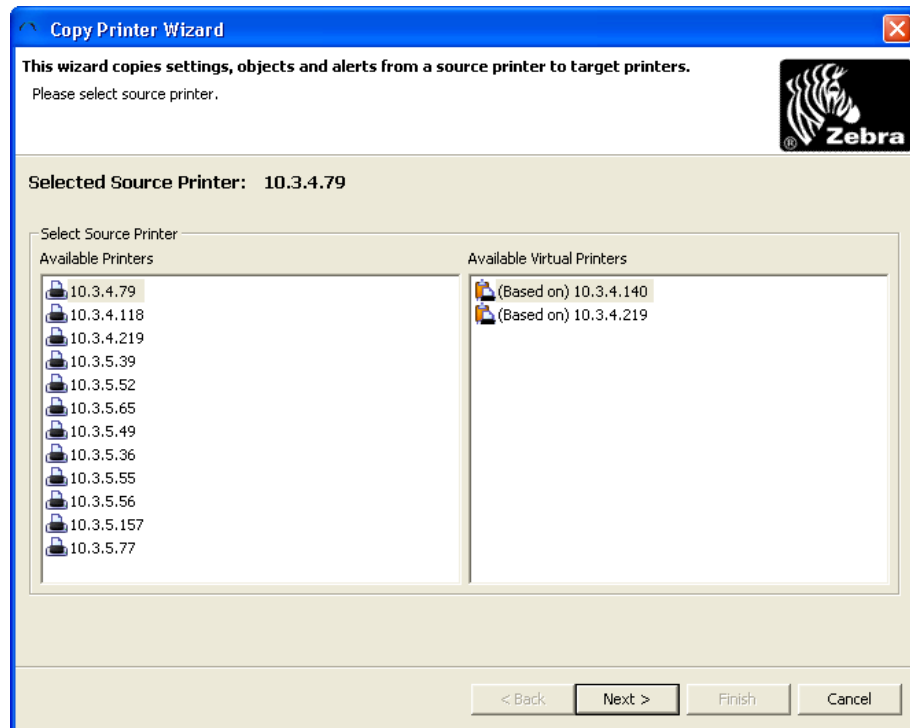 Copy Printer Wizard
This wizard copies settings, objects and alerts from a source printer to target printers.
Please select source printer.
® Zebra
Selected Source Printer: 10.3.4.79
Select Source Printer
Available Printers
10.3.4.79
10.3.4.118
10.3.4.219
10.3.5.39
10.3.5.52
10.3.5.65
10.3.5.49
10.3.5.36
10.3.5.55
10.3.5.56
10.3.5.157
10.3.5.77
Available Virtual Printers
(Based on) 10.3.4.140
(Based on) 10.3.4.219
< Back
Next >
Finish
Cancel